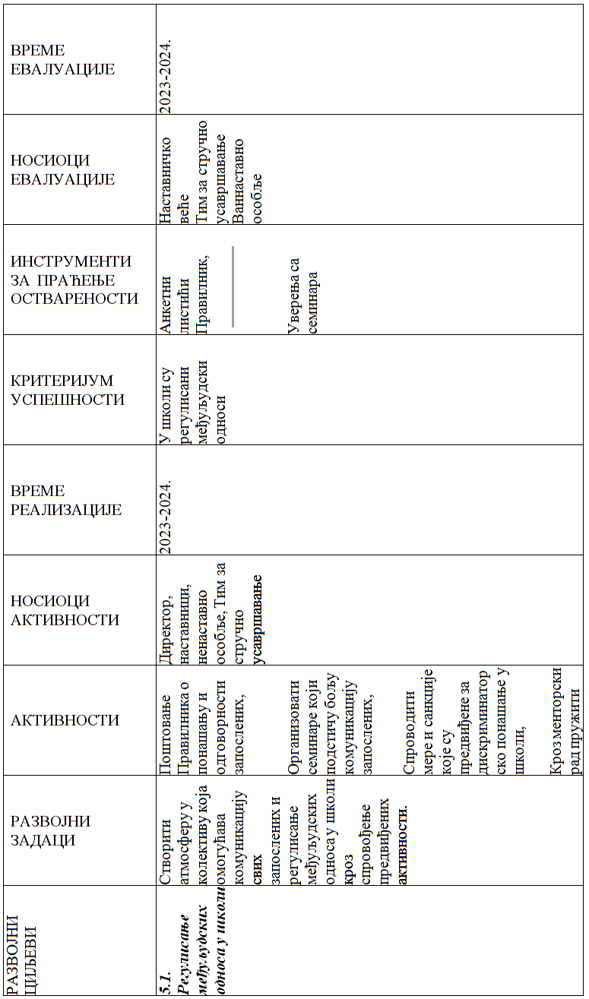 РАЗВОЈНИ
ЦИЉЕВИ
РАЗВОЈНИ
ЗАДАЦИ
АКТИВНОСТИ
НОСИОЦИ
АКТИВНОСТИ
ВРЕМЕ
РЕАЛИЗАЦИЈЕ
КРИТЕРИЈУМ
УСПЕШНОСТИ
ИНСТРУМЕНТИ
ЗА ПРАЋЕЊЕ
ОСТВАРЕНОСТИ
НОСИОЦИ
ЕВАЛУАЦИЈЕ
ВРЕМЕ
ЕВАЛУАЦИЈЕ
5.1.
Регулисање
међуљудских
односа у школи
Створити
атмосферу у
колективу која
омогућава
комуникацију
свих
запослених и
регулисање
међуљудских
односа у школи
кроз
спровођење
предвиђених
активности.
Поштовање
Правилника о
понашању и
одговорности
запослених,
Организовати
семинаре који
подстичу бољу
комуникацију
запослених,
Спроводити
мере и санкције
које су
предвиђене за
дискриминатор
ско понашање у
школи,
Кроз менторски
рад пружити
Директор,
наставници,
ненаставно
особље, Тим за
стручно
усавршавање
2023-2024.
У школи су
регулисани
међуљудски
односи
Анкетни
листићи
Правилник,
Уверења са
семинара
Наставничко
веће
Тим за стручно
усавршавање
Ваннаставно
особље
2023-2024.